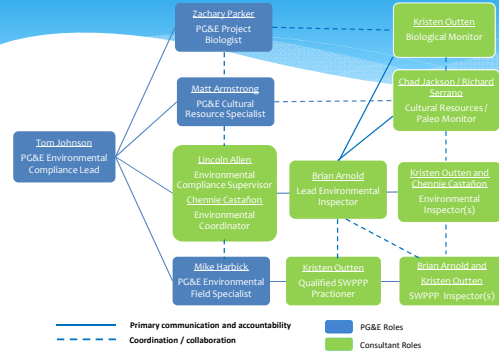 Zachary Parker
PG&E Project
Biologist
Kristen Outten
Biological Monitor
Matt Armstrong
PG&E Cultural
Resource Specialist
Chad Jackson / Richard
Serrano
Cultural Resources /
Paleo Monitor
Tom Johnson
PG&E Environmental
Compliance Lead
Lincoln Allen
Environmental
Compliance Supervisor
Chennie Castañon
Environmental
Coordinator
Brian Arnold
Lead Environmental
Inspector
Kristen Outten and
Chennie Castañon
Environmental
Inspector(s)
Mike Harbick
PG&E Environmental
Field Specialist
Kristen Outten
Qualified SWPPP
Practioner
Brian Arnold and
Kristen Outten
SWPPP Inspector(s)
Primary communication and accountability
Coordination / collaboration
PG&E Roles
Consultant Roles